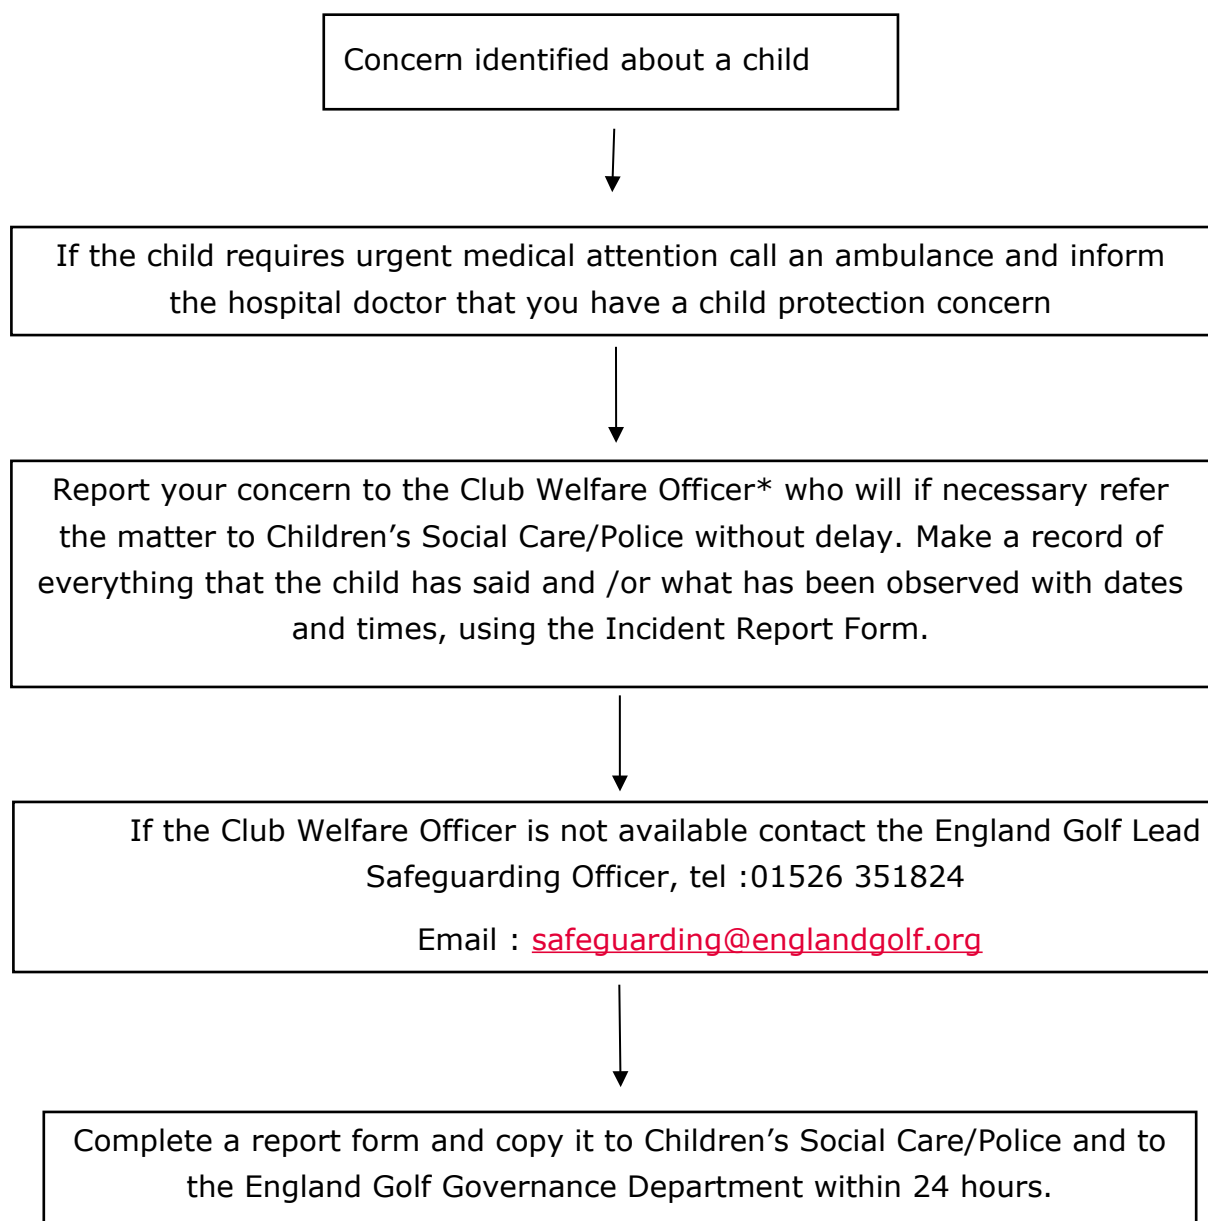 Concern identified about a child
If the child requires urgent medical attention call an ambulance and inform
the hospital doctor that you have a child protection concern
Report your concern to the Club Welfare Officer* who will if necessary refer
the matter to Children’s Social Care/Police without delay. Make a record of
everything that the child has said and /or what has been observed with dates
and times, using the Incident Report Form.
If the Club Welfare Officer is not available contact the England Golf Lead
Safeguarding Officer, tel :01526 351824
Email : safeguarding@englandgolf.org
Complete a report form and copy it to Children’s Social Care/Police and to
the England Golf Governance Department within 24 hours.